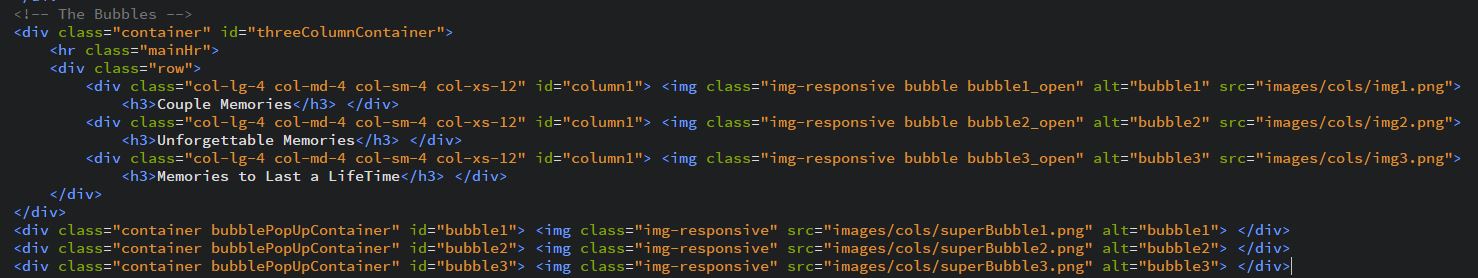 <!-- The Bubbles -->
<div class="container" id="threeColumnContainer">
    <hr class="mainHr">
    <div class="row">
        <div class="col-lg-4 col-md-4 col-sm-4 col-xs-12" id="column1"> <img class="img-responsive bubble bubble1_open" alt="bubble1" src="images/cols/img1.png">
            <h3>Couple Memories</h3> </div>
        <div class="col-lg-4 col-md-4 col-sm-4 col-xs-12" id="column1"> <img class="img-responsive bubble bubble2_open" alt="bubble2" src="images/cols/img2.png">
            <h3>Unforgettable Memories</h3> </div>
        <div class="col-lg-4 col-md-4 col-sm-4 col-xs-12" id="column1"> <img class="img-responsive bubble bubble3_open" alt="bubble3" src="images/cols/img3.png">
            <h3>Memories to Last a LifeTime</h3> </div>
    </div>
</div>
<div class="container bubblePopUpContainer" id="bubble1"> <img class="img-responsive" src="images/cols/superBubble1.png" alt="bubble1"> </div>
<div class="container bubblePopUpContainer" id="bubble2"> <img class="img-responsive" src="images/cols/superBubble2.png" alt="bubble2"> </div>
<div class="container bubblePopUpContainer" id="bubble3"> <img class="img-responsive" src="images/cols/superBubble3.png" alt="bubble3"> </div>